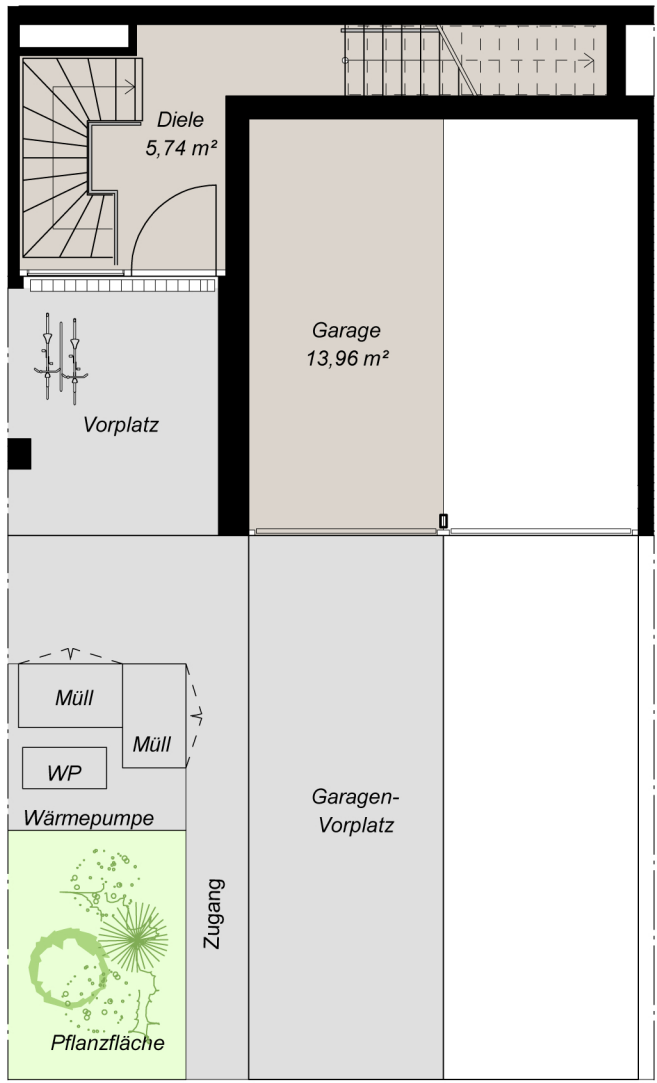 Diele
5,74 m²
Garage
13,96 m²
Vorplatz
Müll
Müll
WP
Wärmepumpe
Garagen-
Vorplatz
Zugang
Pflanzfläche